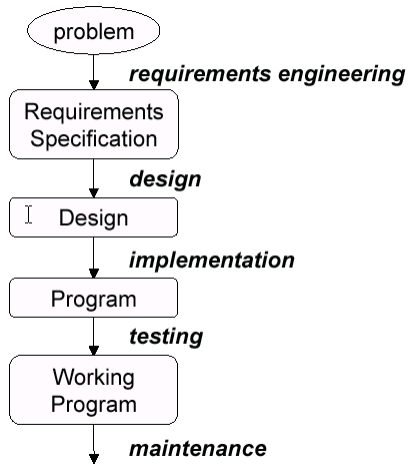 problem
requirements engineering
Requirements
Specification
design
Design
implementation
Program
testing
Working
Program
maintenance